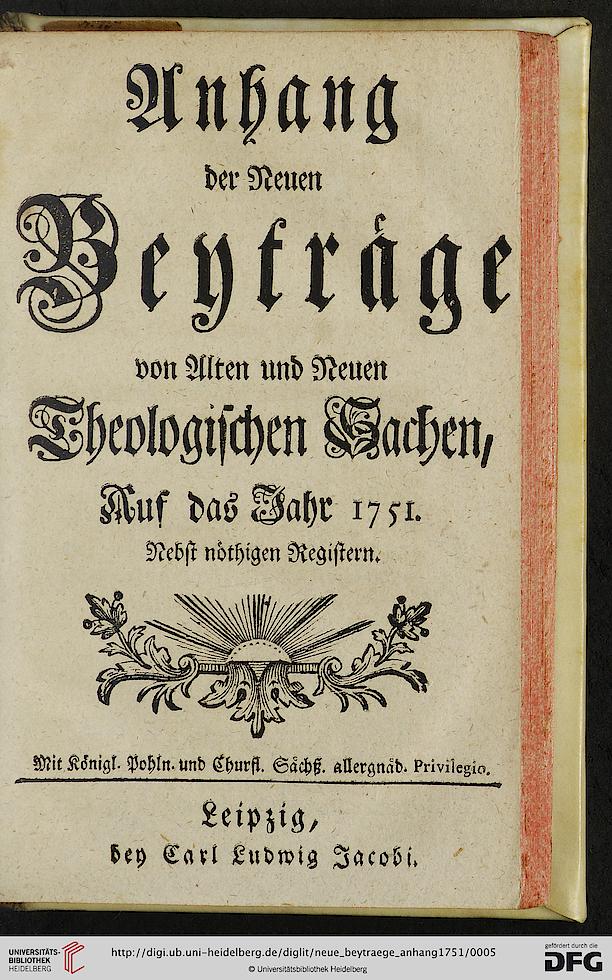 Anhang
der Neuen
Beyträge
von Alten und Neuen
Theologischen Sachen,
Auf das Jahr 1751.
Nebst nöthigen Registern.
Mit Königl. Pohln. und Churfl. Sächß. allergnäd. Privilegio.
Leipzig,
bey Carl Ludwig Jacobi.
UNIVERSITÄTS-
BIBLIOTHEK
HEIDELBERG
http://digi.ub.uni-heidelberg.de/diglit/neue_beytraege_anhang1751/0005
© Universitätsbibliothek Heidelberg
gefördert durch die
DFG